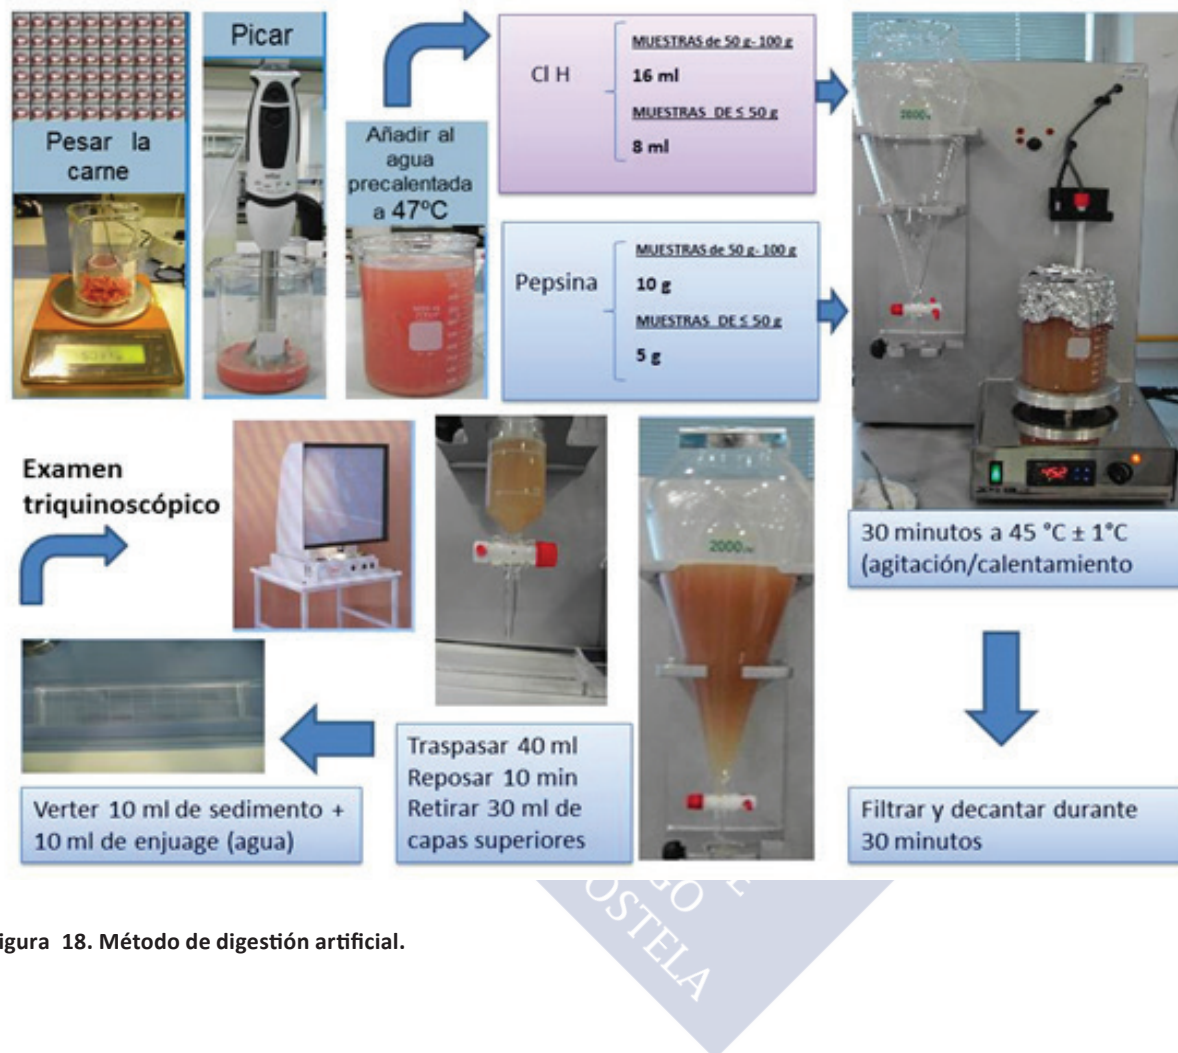 Pesar la
carne
Picar
Añadir al
agua
precalentada
a 47ºC
Cl H
MUESTRAS de 50 g- 100 g
16 ml
MUESTRAS DE ≤ 50 g
8 ml
Pepsina
MUESTRAS de 50 g- 100 g
10 g
MUESTRAS DE ≤ 50 g
5 g
2000
452
30 minutos a 45 °C ± 1°C
(agitación/calentamiento
Filtrar y decantar durante
30 minutos
2000
Traspasar 40 ml
Reposar 10 min
Retirar 30 ml de
capas superiores
Verter 10 ml de sedimento +
10 ml de enjuage (agua)
Examen
triquinoscópico
igura 18. Método de digestión artificial.
OSTELA